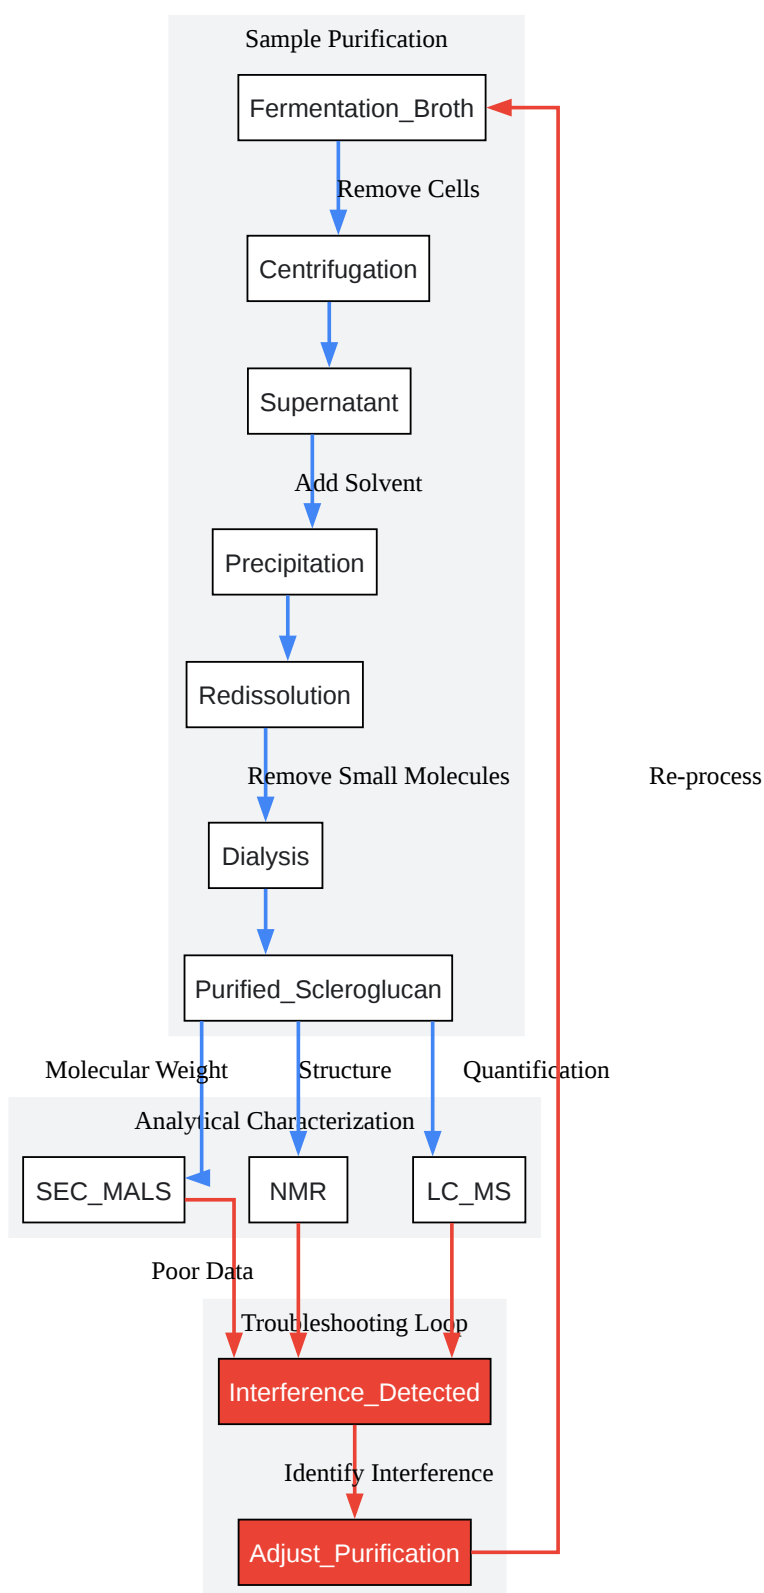 Sample Purification
Fermentation_Broth
Remove Cells
Centrifugation
Supernatant
Add Solvent
Precipitation
Redissolution
Remove Small Molecules
Re-process
Dialysis
Purified_Scleroglucan
Molecular Weight
Structure
Quantification
Analytical Characterization
SEC_MALS
NMR
LC_MS
Poor Data
Troubleshooting Loop
Interference_Detected
Identify Interference
Adjust_Purification